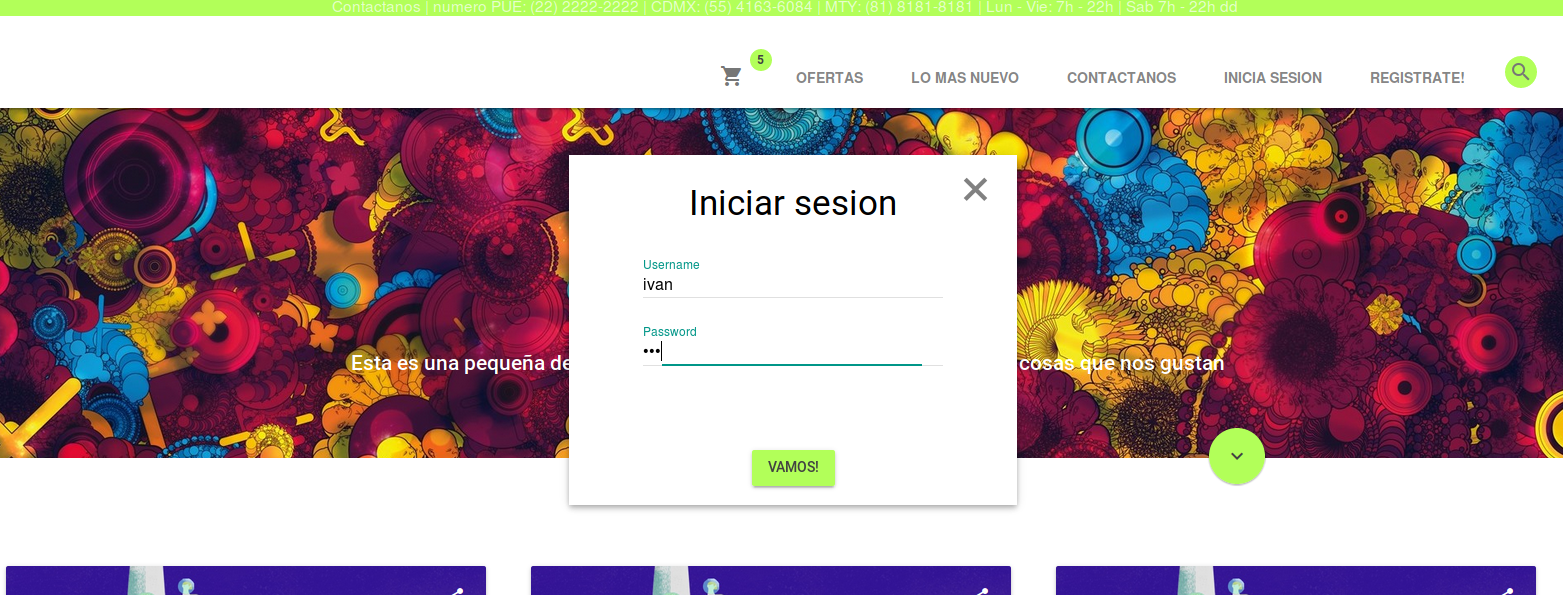 Contactanos | numero PUE: (22) 2222-2222 | CDMX: (55) 4163-6084 | MTY: (81) 8181-8181 | Lun - Vie: 7h - 22h | Sab 7h - 22h dd
5 OFERTAS LO MAS NUEVO CONTACTANOS INICIA SESION REGISTRATE!
Iniciar sesion
Username
ivan
Password
•••
Esta es una pequeña de cosas que nos gustan
VAMOS!